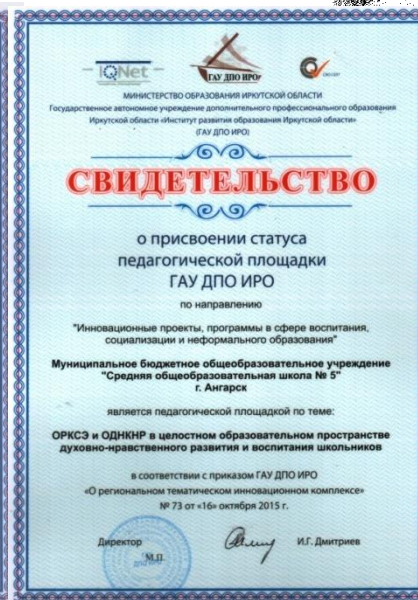 IQNet
ГАУ ДПО ИРО
МИНИСТЕРСТВО ОБРАЗОВАНИЯ ИРКУТСКОЙ ОБЛАСТИ
Государственное автономное учреждение дополнительного профессионального образования
Иркутской области «Институт развития образования Иркутской области»
(ГАУ ДПО ИРО)
СВИДЕТЕЛЬСТВО
о присвоении статуса
педагогической площадки
ГАУ ДПО ИРО
по направлению
"Инновационные проекты, программы в сфере воспитания,
социализации и неформального образования"
Муниципальное бюджетное общеобразовательное учреждение
"Средняя общеобразовательная школа № 5"
г. Ангарск
является педагогической площадкой по теме:
ОРКСЭ и ОДНКНР в целостном образовательном пространстве
духовно-нравственного развития и воспитания школьников
в соответствии с приказом ГАУ ДПО ИРО
«О региональном тематическом инновационном комплексе»
№ 73 от «16» октября 2015 г.
Директор И.Г. Дмитриев
М.П.